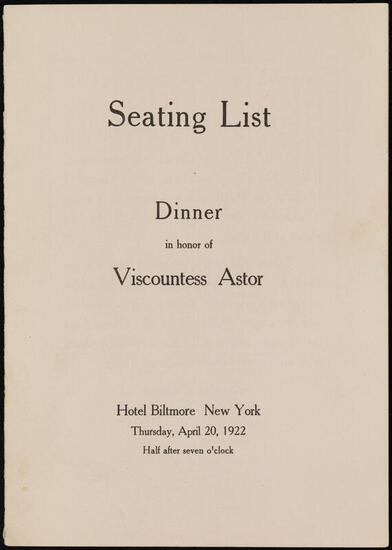 Seating List
Dinner
in honor of
Viscountess Astor
Hotel Biltmore New York
Thursday, April 20, 1922
Half after seven o'clock